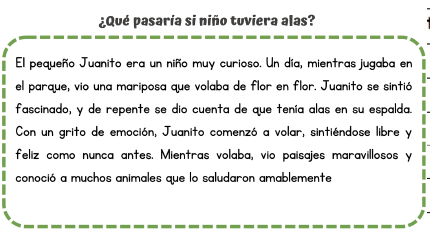 ¿Qué pasaría si niño tuviera alas?
El pequeño Juanito era un niño muy curioso. Un día, mientras jugaba en
el parque, vio una mariposa que volaba de flor en flor. Juanito se sintió
fascinado, y de repente se dio cuenta de que tenía alas en su espalda.
Con un grito de emoción, Juanito comenzó a volar, sintiéndose libre y
feliz como nunca antes. Mientras volaba, vio paisajes maravillosos y
conoció a muchos animales que lo saludaron amablemente